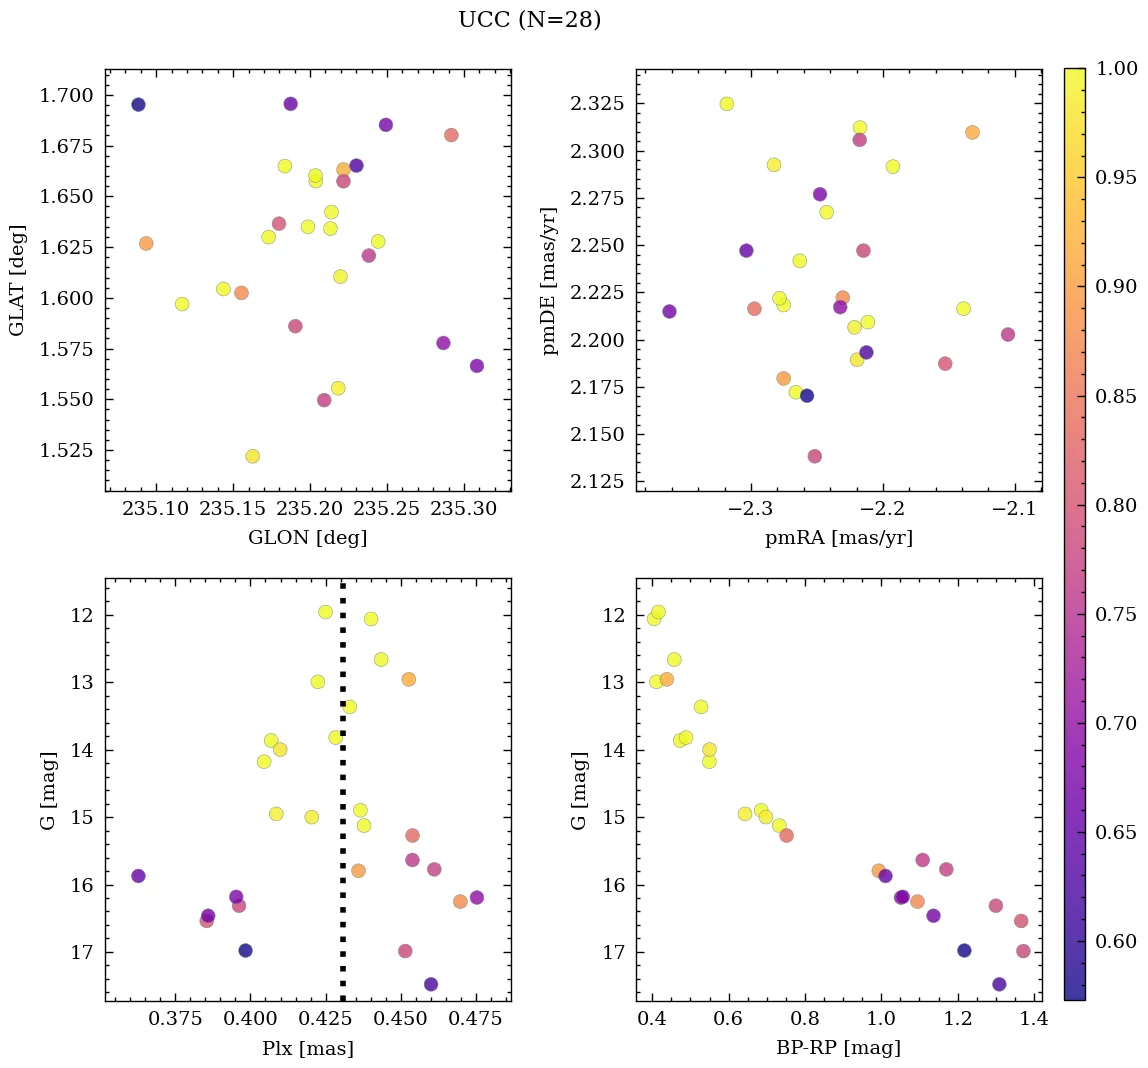 UCC (N=28)
1.700
1.675
1.650
1.625
1.600
1.575
1.550
1.525
GLAT [deg]
235.10 235.15 235.20 235.25 235.30
GLON [deg]
2.325
2.300
2.275
2.250
2.225
2.200
2.175
2.150
2.125
pmDE [mas/yr]
−2.3 −2.2 −2.1
pmRA [mas/yr]
12
13
14
15
16
17
G [mag]
0.375 0.400 0.425 0.450 0.475
Plx [mas]
12
13
14
15
16
17
G [mag]
0.4 0.6 0.8 1.0 1.2 1.4
BP-RP [mag]
1.00
0.95
0.90
0.85
0.80
0.75
0.70
0.65
0.60